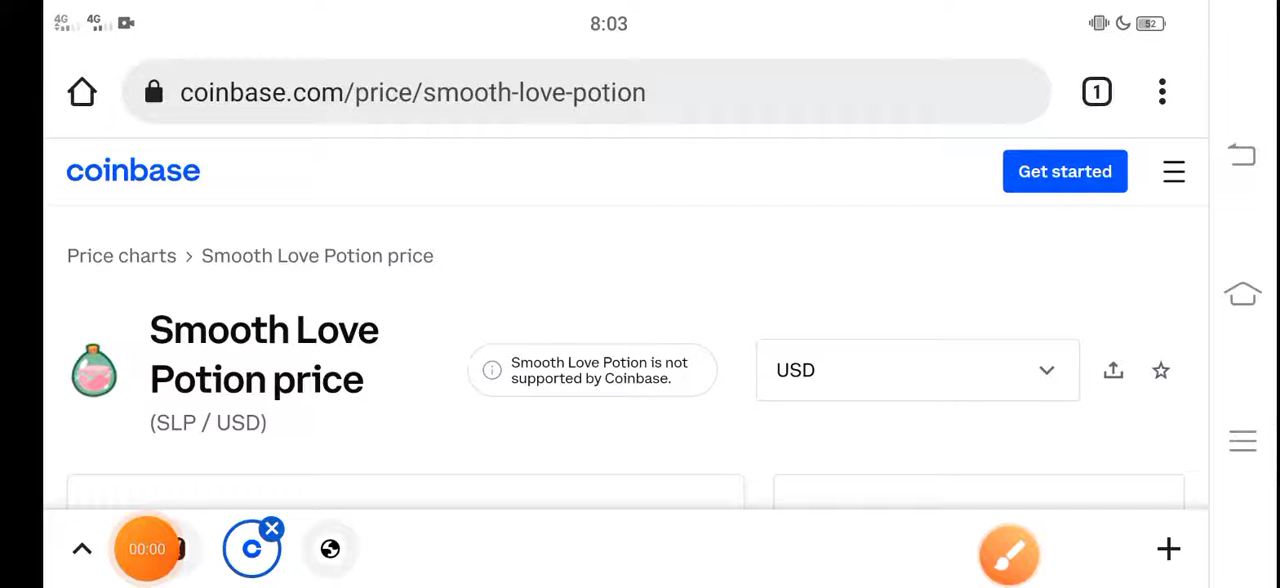 4G 4G 8:03 52
coinbase.com/price/smooth-love-potion 1
coinbase Get started
Price charts > Smooth Love Potion price
Smooth Love
Potion price
(SLP / USD)
Smooth Love Potion is not
supported by Coinbase.
USD
00:00